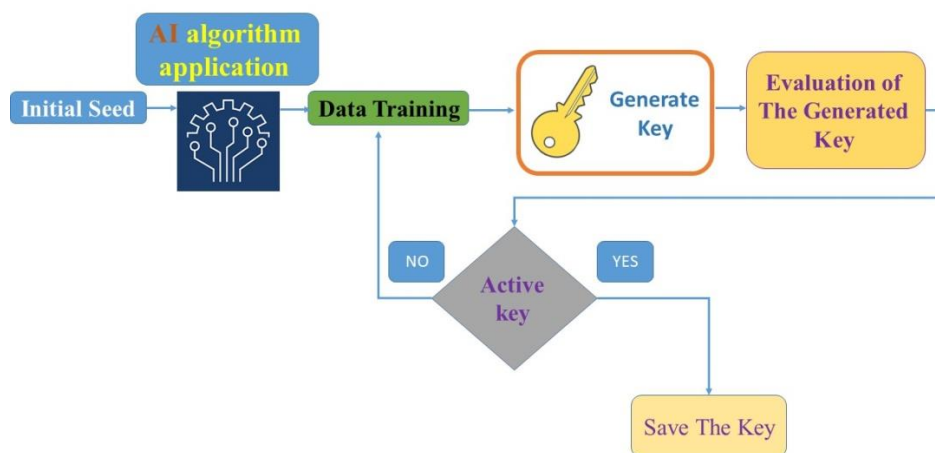 AI algorithm
application
Initial Seed
Data Training
Generate
Key
Evaluation of
The Generated
Key
NO
YES
Active
key
Save The Key